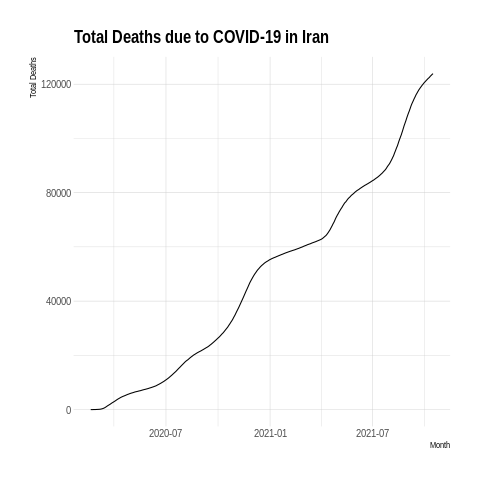 Total Deaths due to COVID-19 in Iran
Total Deaths
120000
80000
40000
0
2020-07 2021-01 2021-07
Month